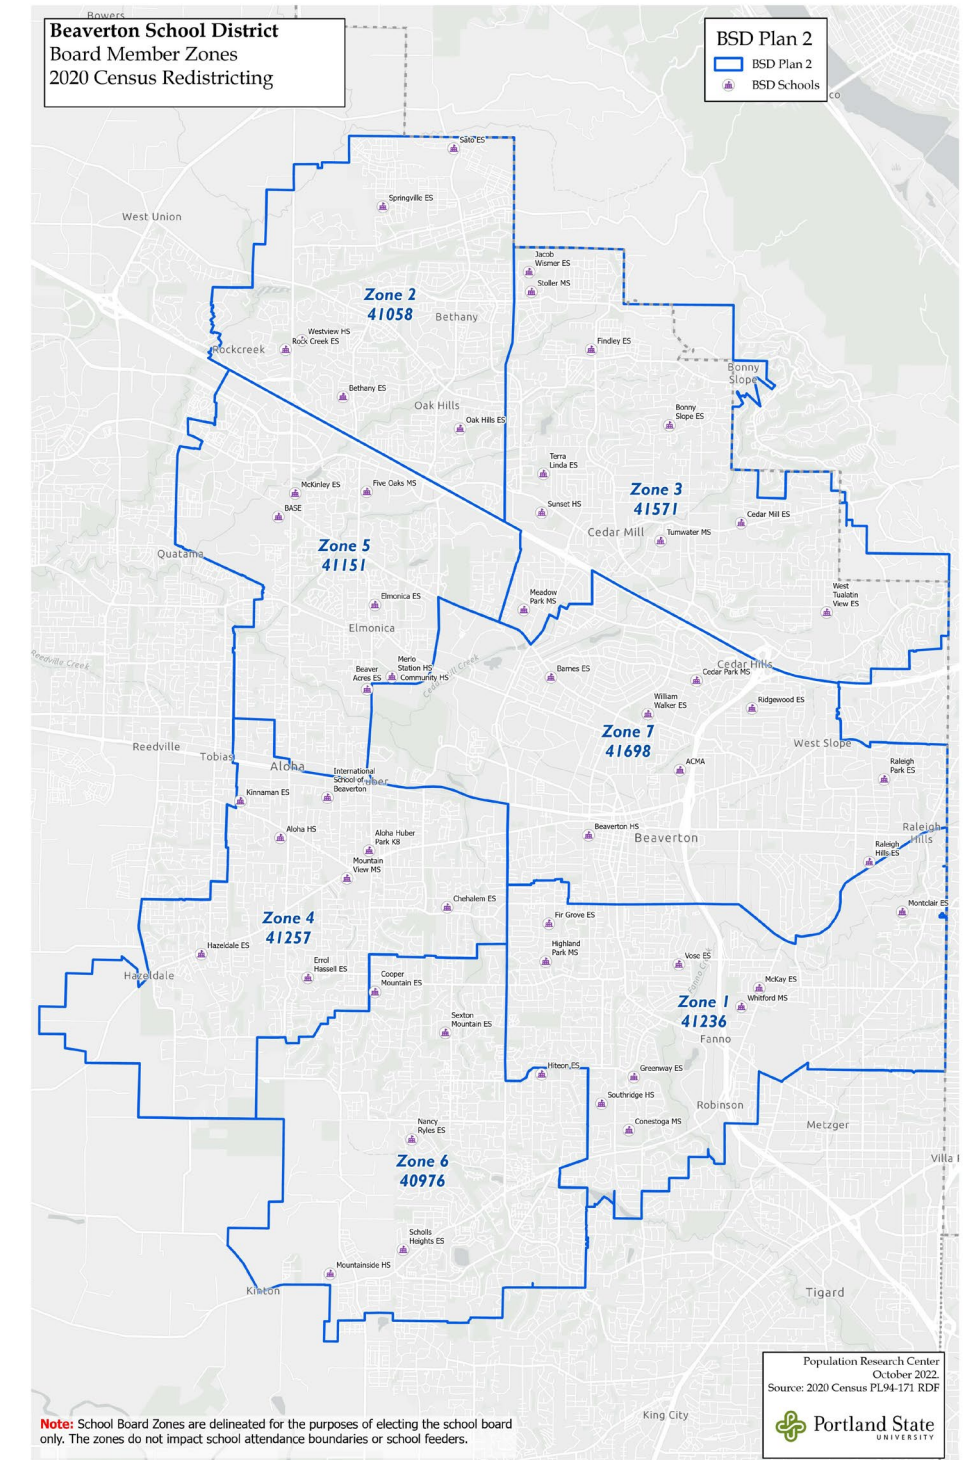 Bowers
Beaverton School District
Board Member Zones
2020 Census Redistricting
BSD Plan 2
BSD Plan 2
BSD Schools
co
Sato ES
Springville ES
West Union
Jacob
Wismer ES
Stoller MS
Zone 2
41058
Bethany
Westview HS
Rock Creek ES
Rockcreek
Findley ES
Bonny
Slope
Bethany ES
Oak Hills
Oak Hills ES
Bonny
Slope ES
Terra
Linda ES
McKinley ES
Five Oaks MS
Zone 3
41571
BASE
Sunset HS
Cedar Mill ES
Cedar Mill
Tumwater MS
Zone 5
41151
Quatama
Elmonica ES
Meadow
Park MS
West
Tualatin
View ES
Elmonica
Reedville Creek
Merlo
Station HS
Community HS
Beaver
Acres ES
Cedar Mill Creek
Barnes ES
Cedar Hills
Cedar Park MS
William
Walker ES
Ridgewood ES
Zone 7
41698
West Slope
Reedville
Tobias
Aloha
ACMA
Raleigh
Park ES
International
School of
Beaverton
uber
Kinnaman ES
Aloha HS
Aloha Huber
Park K8
Beaverton HS
Beaverton
Raleigh
Hills
Raleigh
Hills ES
Mountain
View MS
Chehalem ES
Montclair ES
Zone 4
41257
Fir Grove ES
Hazeldale ES
Highland
Park MS
Vose ES
Fanno Creek
Errol
Hassell ES
Hazeldale
Cooper
Mountain ES
McKay ES
Whitford MS
Zone 1
41236
Sexton
Mountain ES
Fanno
Hiteon ES
Greenway ES
Southridge HS
Robinson
Conestoga MS
Metzger
Nancy
Ryles ES
Villa
Zone 6
40976
Scholls
Heights ES
Mountainside HS
Kinton
Tigard
King City
Population Research Center
October 2022.
Source: 2020 Census PL94-171 RDF
Portland State
UNIVERSITY
Note: School Board Zones are delineated for the purposes of electing the school board
only. The zones do not impact school attendance boundaries or school feeders.